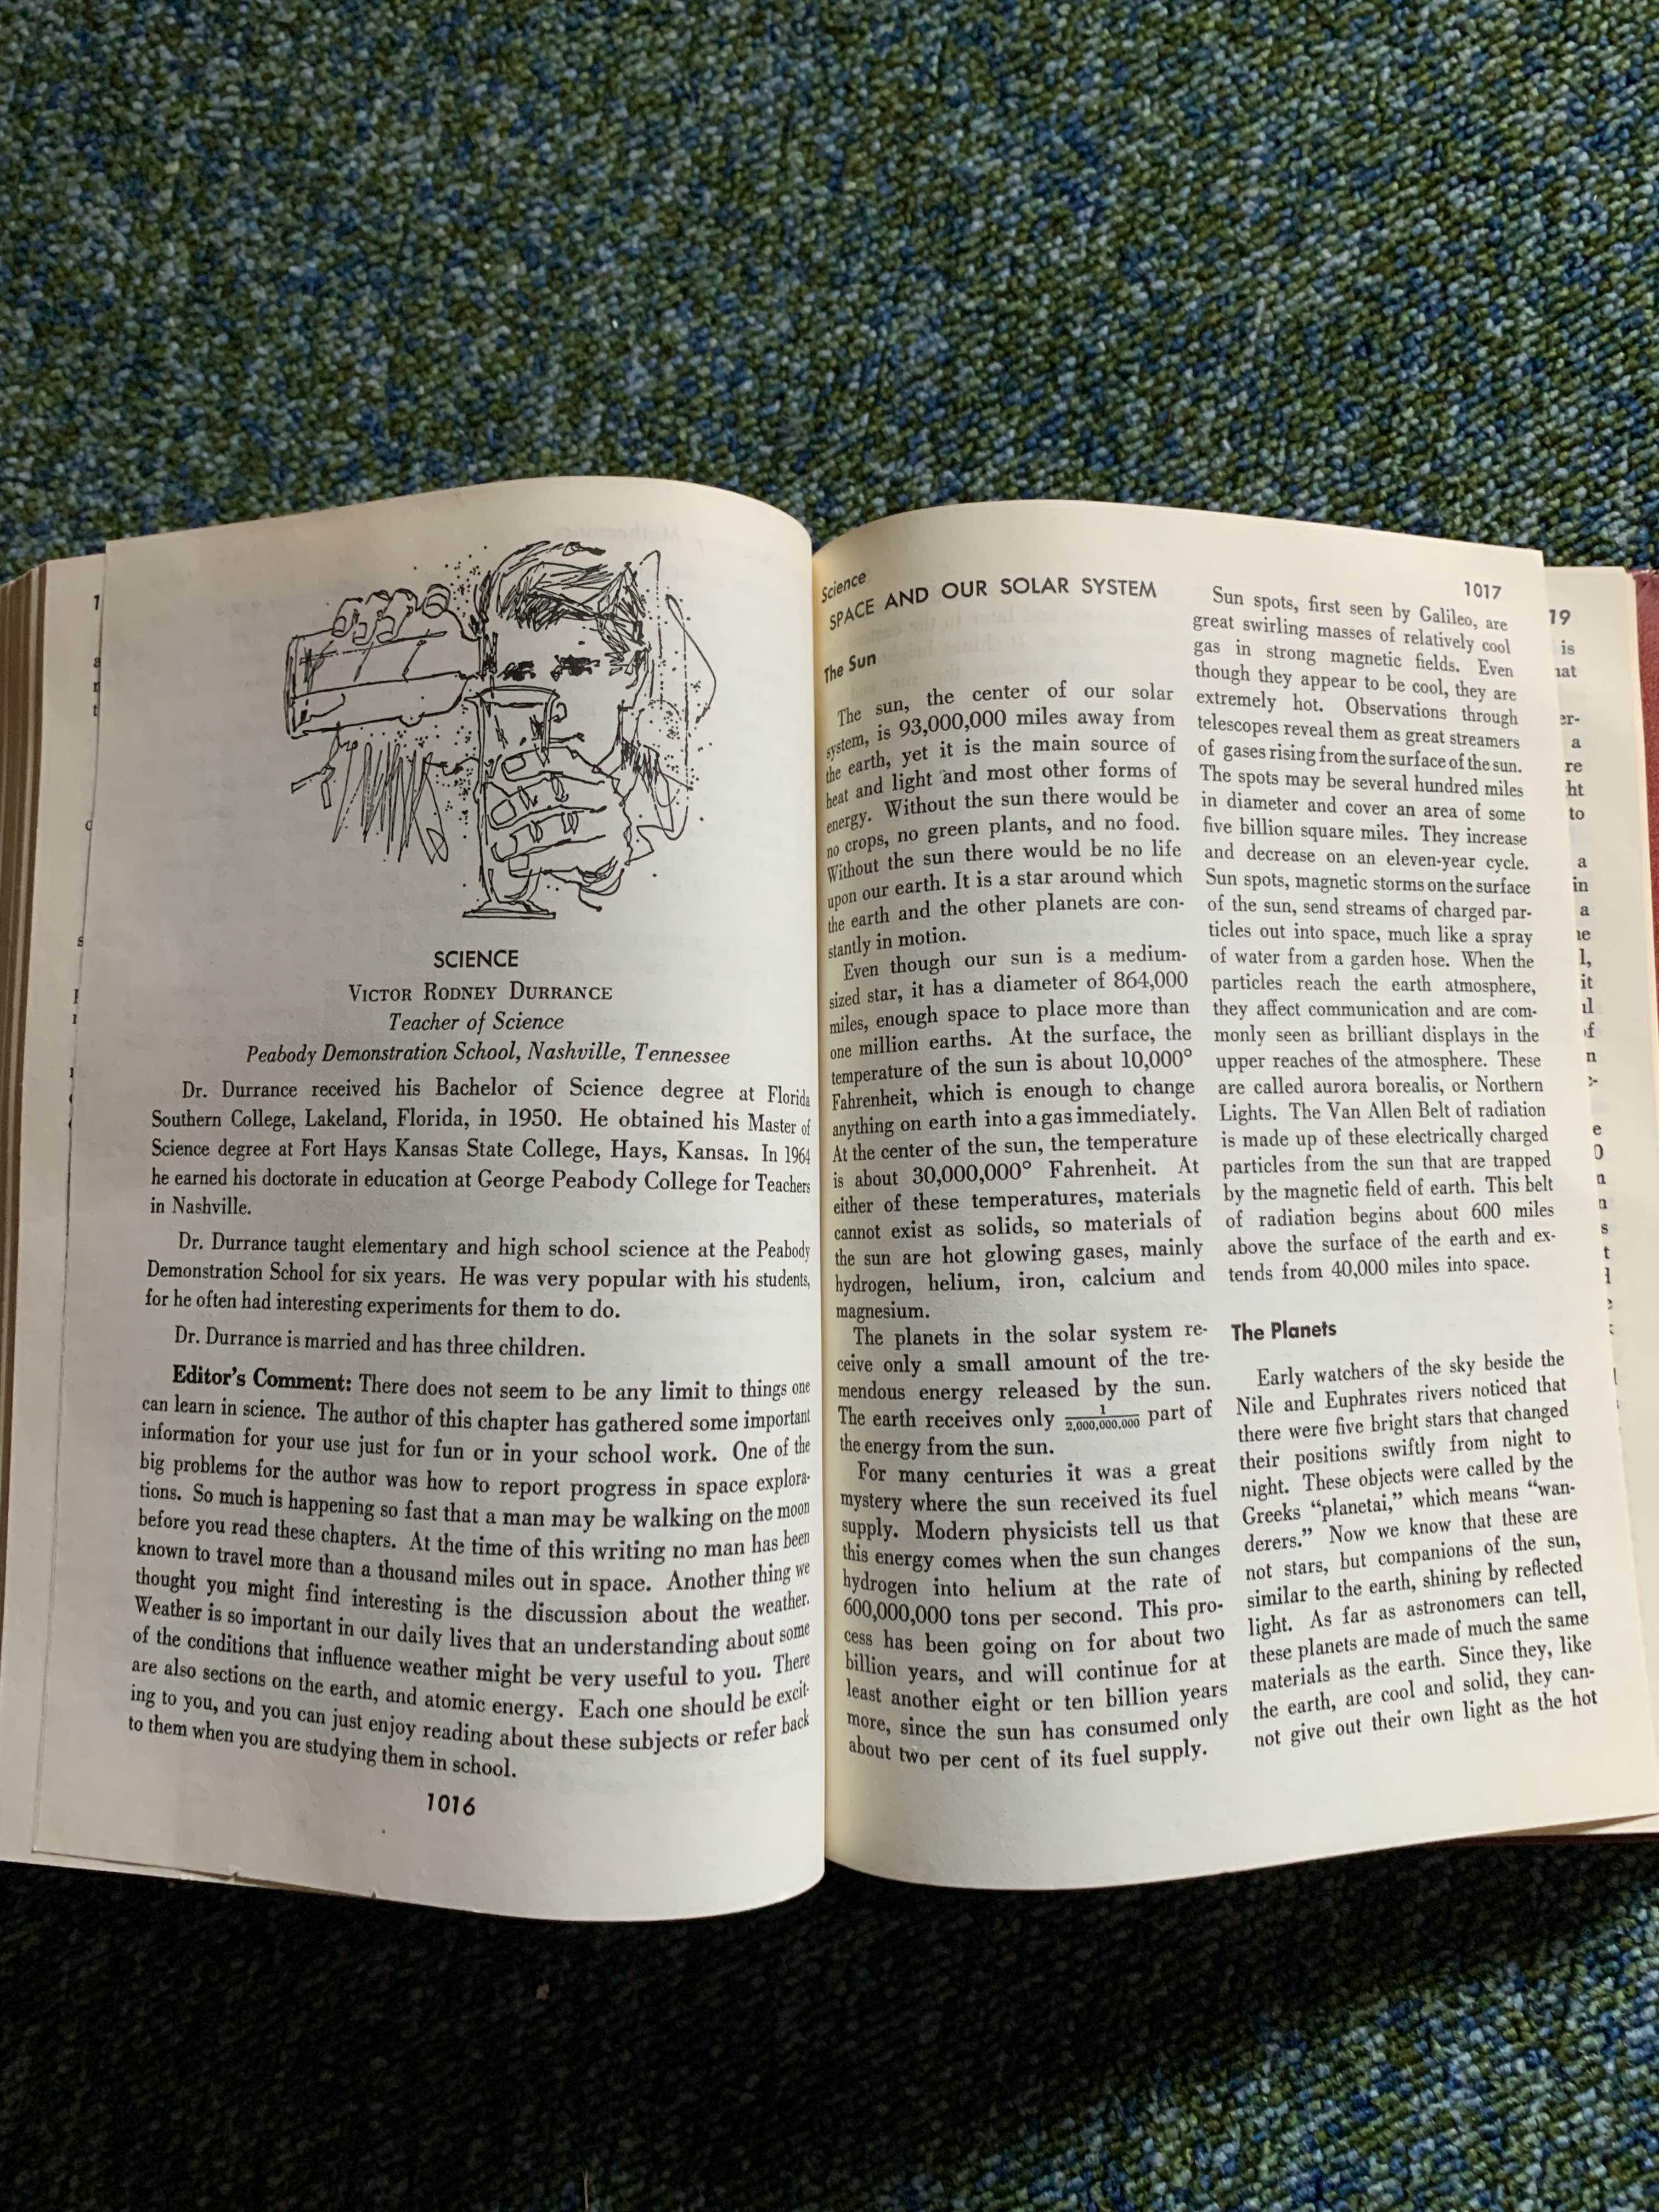 SCIENCE
VICTOR RODNEY DURRANCE
Teacher of Science
Peabody Demonstration School, Nashville, Tennessee
Dr. Durrance received his Bachelor of Science degree at Florida
Southern College, Lakeland, Florida, in 1950. He obtained his Master of
Science degree at Fort Hays Kansas State College, Hays, Kansas. In 1964
he earned his doctorate in education at George Peabody College for Teachers
in Nashville.
Dr. Durrance taught elementary and high school science at the Peabody
Demonstration School for six years. He was very popular with his students,
for he often had interesting experiments for them to do.
Dr. Durrance is married and has three children.
Editor's Comment: There does not seem to be any limit to things one
can learn in science. The author of this chapter has gathered some important
information for your use just for fun or in your school work. One of the
big problems for the author was how to report progress in space explora-
tions. So much is happening so fast that a man may be walking on the moon
before you read these chapters. At the time of this writing no man has been
known to travel more than a thousand miles out in space. Another thing we
thought you might find interesting is the discussion about the weather.
Weather is so important in our daily lives that an understanding about some
of the conditions that influence weather might be very useful to you. There
are also sections on the earth, and atomic energy. Each one should be excit-
ing to you, and you can just enjoy reading about these subjects or refer back
to them when you are studying them in school.
1016
Science
1017
SPACE AND OUR SOLAR SYSTEM
The Sun
The sun, the center of our solar
system, is 93,000,000 miles away from
the earth, yet it is the main source of
heat and light and most other forms of
energy. Without the sun there would be
no crops, no green plants, and no food.
Without the sun there would be no life
upon our earth. It is a star around which
the earth and the other planets are con-
stantly in motion.
Even though our sun is a medium-
sized star, it has a diameter of 864,000
miles, enough space to place more than
one million earths. At the surface, the
temperature of the sun is about 10,000°
Fahrenheit, which is enough to change
anything on earth into a gas immediately.
At the center of the sun, the temperature
is about 30,000,000° Fahrenheit. At
either of these temperatures, materials
cannot exist as solids, so materials of
the sun are hot glowing gases, mainly
hydrogen, helium, iron, calcium and
magnesium.
The planets in the solar system re-
ceive only a small amount of the tre-
mendous energy released by the sun.
The earth receives only 1/2,000,000,000 part of
the energy from the sun.
For many centuries it was a great
mystery where the sun received its fuel
supply. Modern physicists tell us that
this energy comes when the sun changes
hydrogen into helium at the rate of
600,000,000 tons per second. This pro-
cess has been going on for about two
billion years, and will continue for at
least another eight or ten billion years
more, since the sun has consumed only
about two per cent of its fuel supply.
Sun spots, first seen by Galileo, are
great swirling masses of relatively cool
gas in strong magnetic fields. Even
though they appear to be cool, they are
extremely hot. Observations through
telescopes reveal them as great streamers
of gases rising from the surface of the sun.
The spots may be several hundred miles
in diameter and cover an area of some
five billion square miles. They increase
and decrease on an eleven-year cycle.
Sun spots, magnetic storms on the surface
of the sun, send streams of charged par-
ticles out into space, much like a spray
of water from a garden hose. When the
particles reach the earth atmosphere,
they affect communication and are com-
monly seen as brilliant displays in the
upper reaches of the atmosphere. These
are called aurora borealis, or Northern
Lights. The Van Allen Belt of radiation
is made up of these electrically charged
particles from the sun that are trapped
by the magnetic field of earth. This belt
of radiation begins about 600 miles
above the surface of the earth and ex-
tends from 40,000 miles into space.
The Planets
Early watchers of the sky beside the
Nile and Euphrates rivers noticed that
there were five bright stars that changed
their positions swiftly from night to
night. These objects were called by the
Greeks "planetai," which means "wan-
derers." Now we know that these are
not stars, but companions of the sun,
similar to the earth, shining by reflected
light. As far as astronomers can tell,
these planets are made of much the same
materials as the earth. Since they, like
the earth, are cool and solid, they can-
not give out their own light as the hot